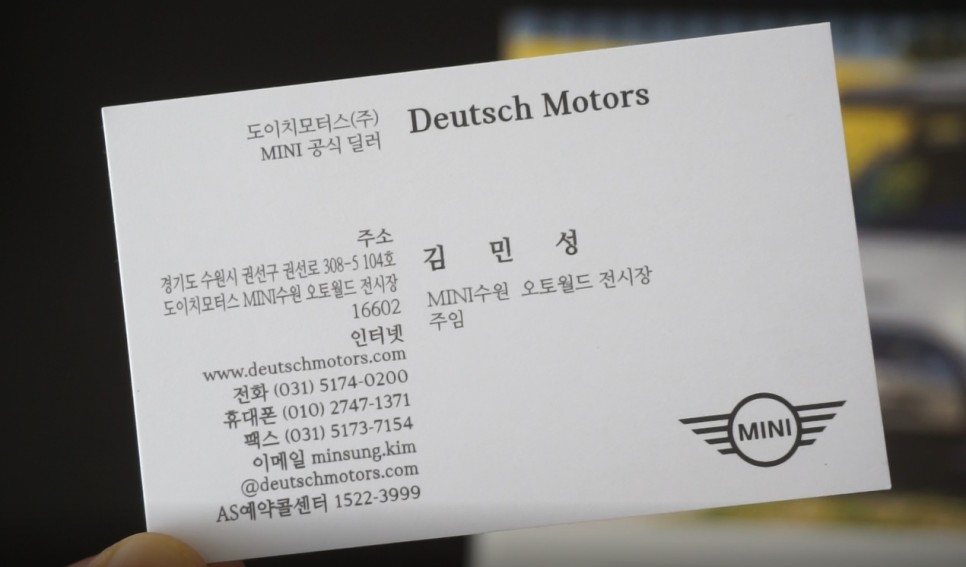 도이치모터스(주)
MINI 공식 딜러
Deutsch Motors
주소
경기도 수원시 권선구 권선로 308-5 104호
도이치모터스 MINI수원 오토월드 전시장
16602
인터넷
www.deutschmotors.com
전화 (031) 5174-0200
휴대폰 (010) 2747-1371
팩스 (031) 5173-7154
이메일 minsung.kim
@deutschmotors.com
AS예약콜센터 1522-3999
김 민 성
MINI수원 오토월드 전시장
주임
MINI